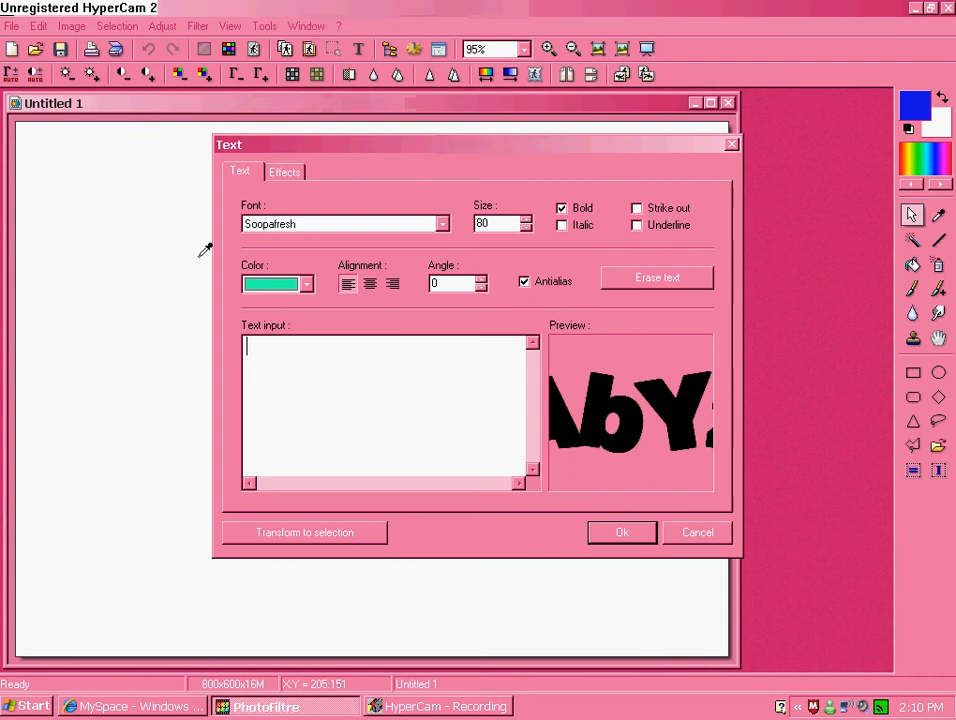 Unregistered HyperCam 2
File Edit Image Selection Adjust Filter View Tools Window ?
95%
AUTO AUTO
Untitled 1
Text
Text Effects
Font : Size :
Soopafresh 80
Bold Strike out
Italic Underline
Color : Alignment : Angle :
0 Antialias Erase text
Text input : Preview :
AbYz
Transform to selection Ok Cancel
Ready 800x600x16M X:Y = 205:151 Untitled 1
Start MySpace - Windows ... PhotoFiltre HyperCam - Recording ? « 2:10 PM